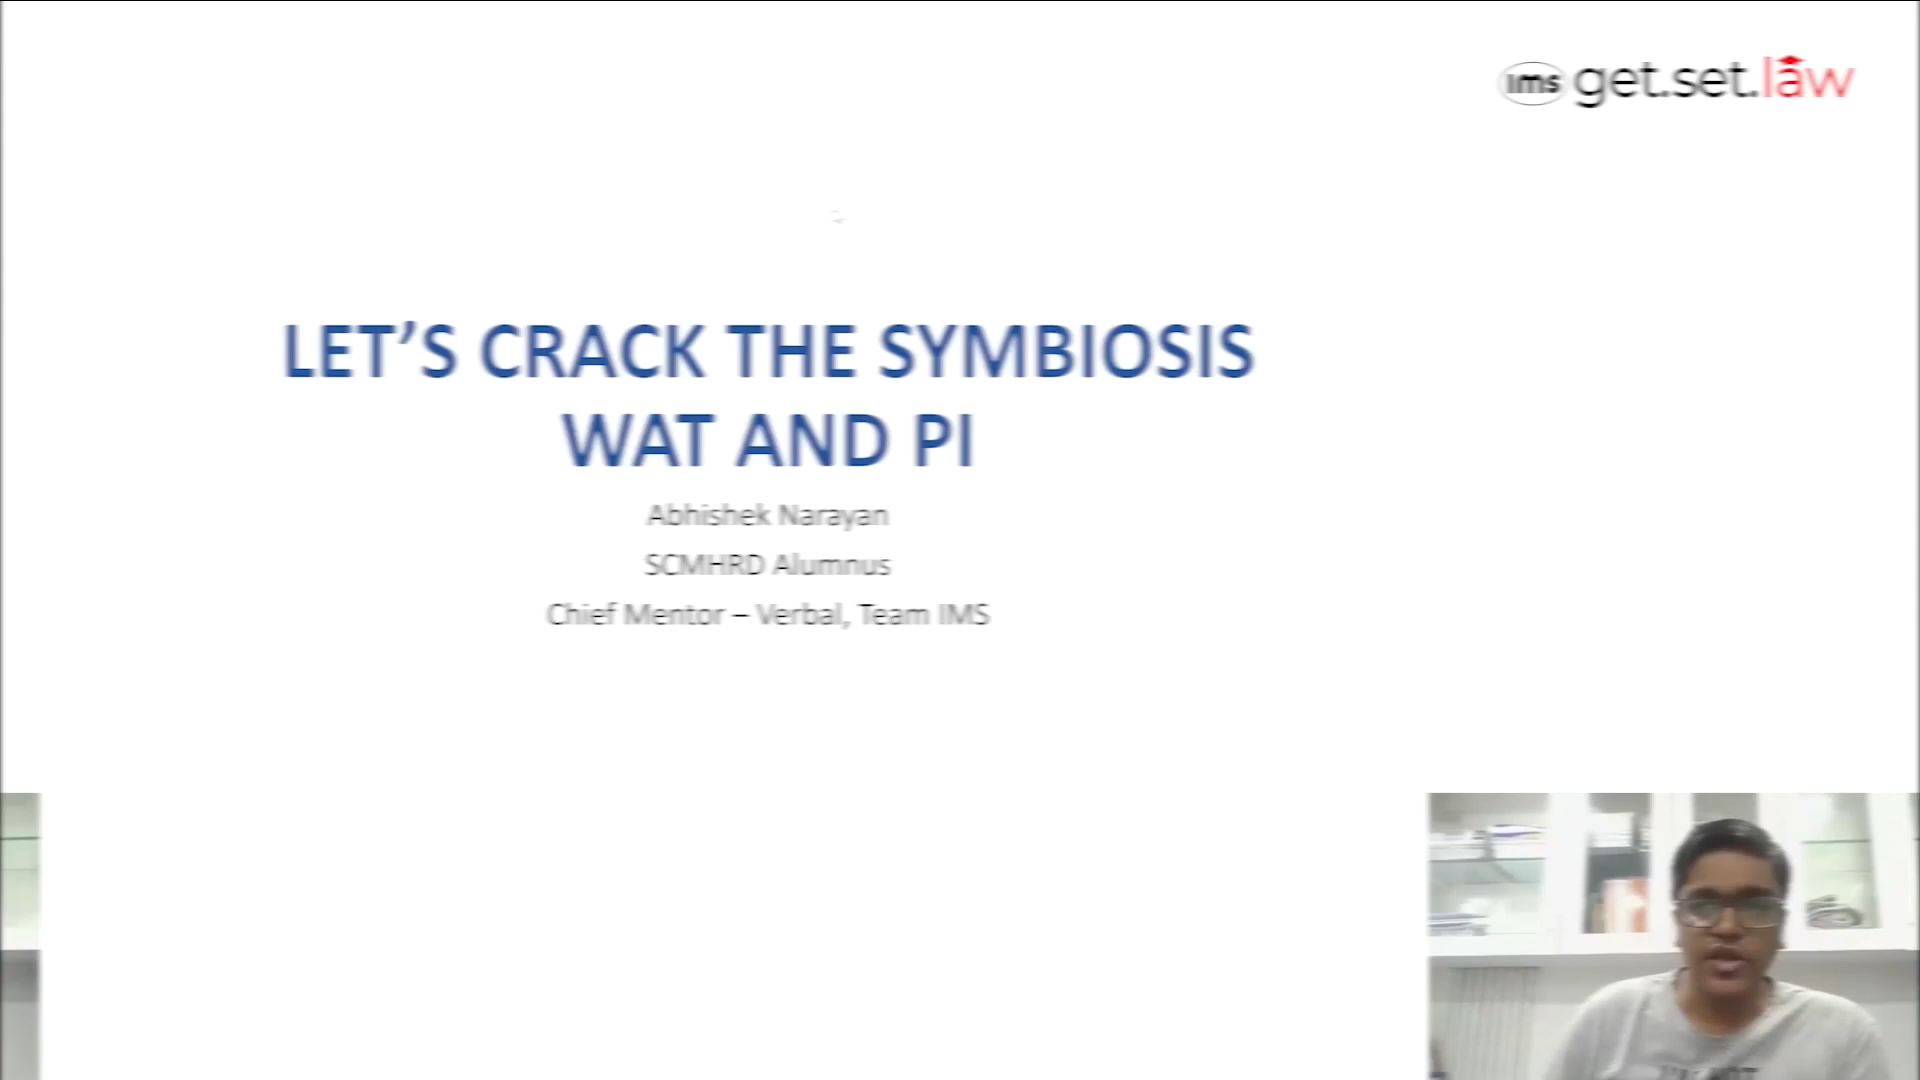 ims get.set.law
LET’S CRACK THE SYMBIOSIS
WAT AND PI
Abhishek Narayan
SCMHRD Alumnus
Chief Mentor – Verbal, Team IMS